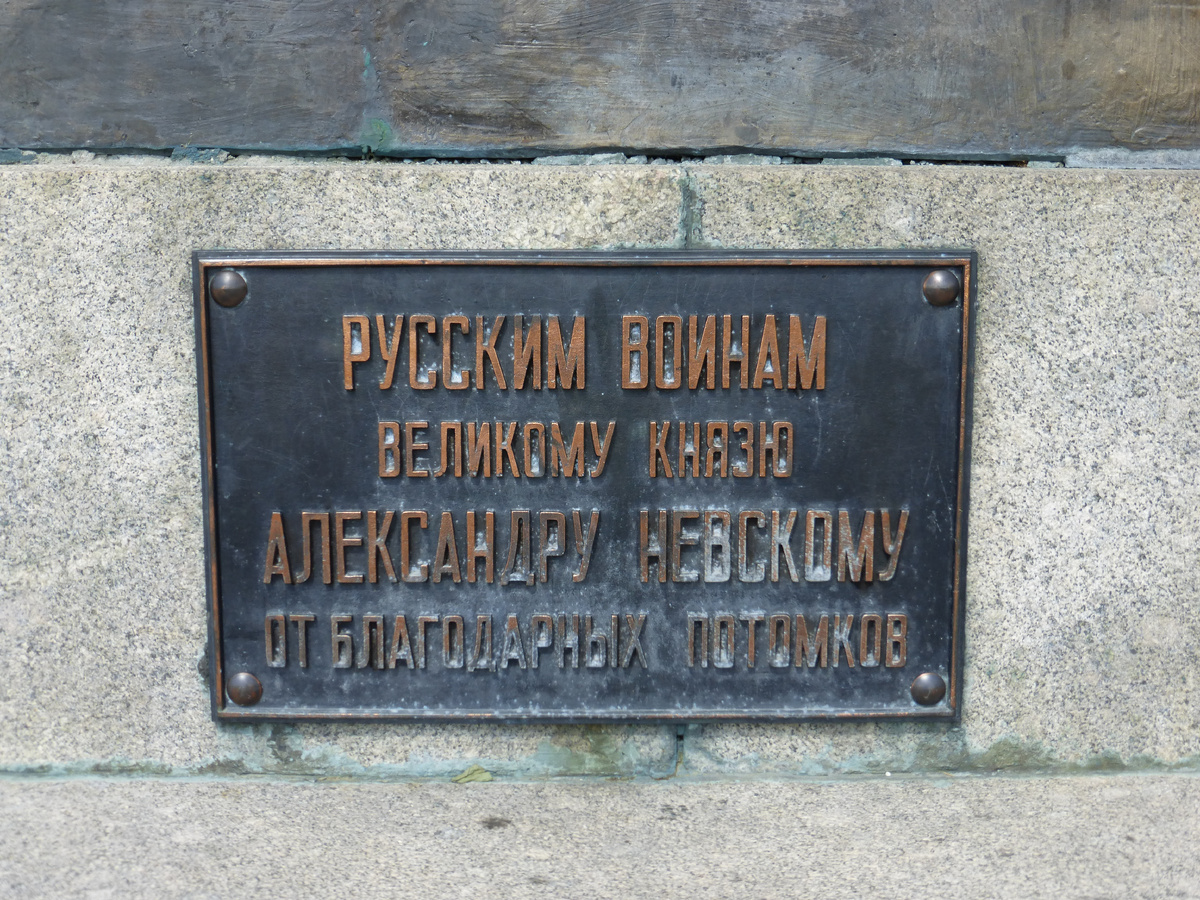 РУССКИМ ВОИНАМ
ВЕЛИКОМУ КНЯЗЮ
АЛЕКСАНДРУ НЕВСКОМУ
ОТ БЛАГОДАРНЫХ ПОТОМКОВ